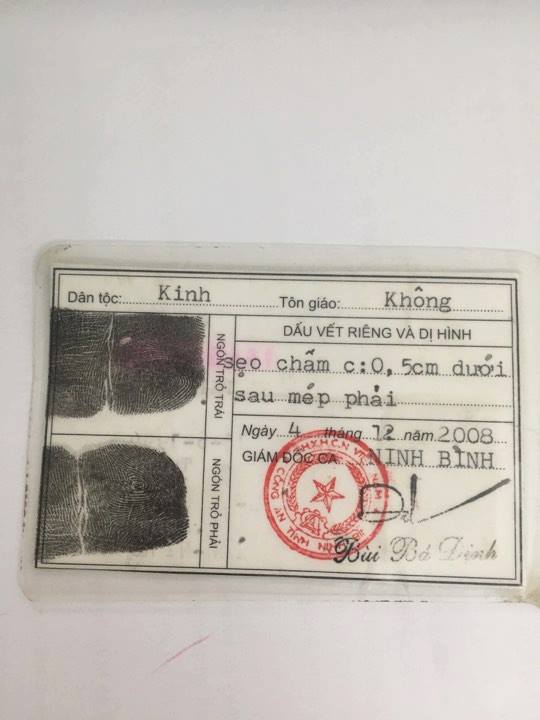 Dân tộc: Kinh Tôn giáo: Không
NGÓN TRỎ TRÁI
DẤU VẾT RIÊNG VÀ DỊ HÌNH
sẹo chấm c:0,5cm dưới
sau mép phải
NGÓN TRỎ PHẢI
Ngày 4 tháng 12 năm 2008
GIÁM ĐỐC CA NINH BÌNH
Bùi Bá Định